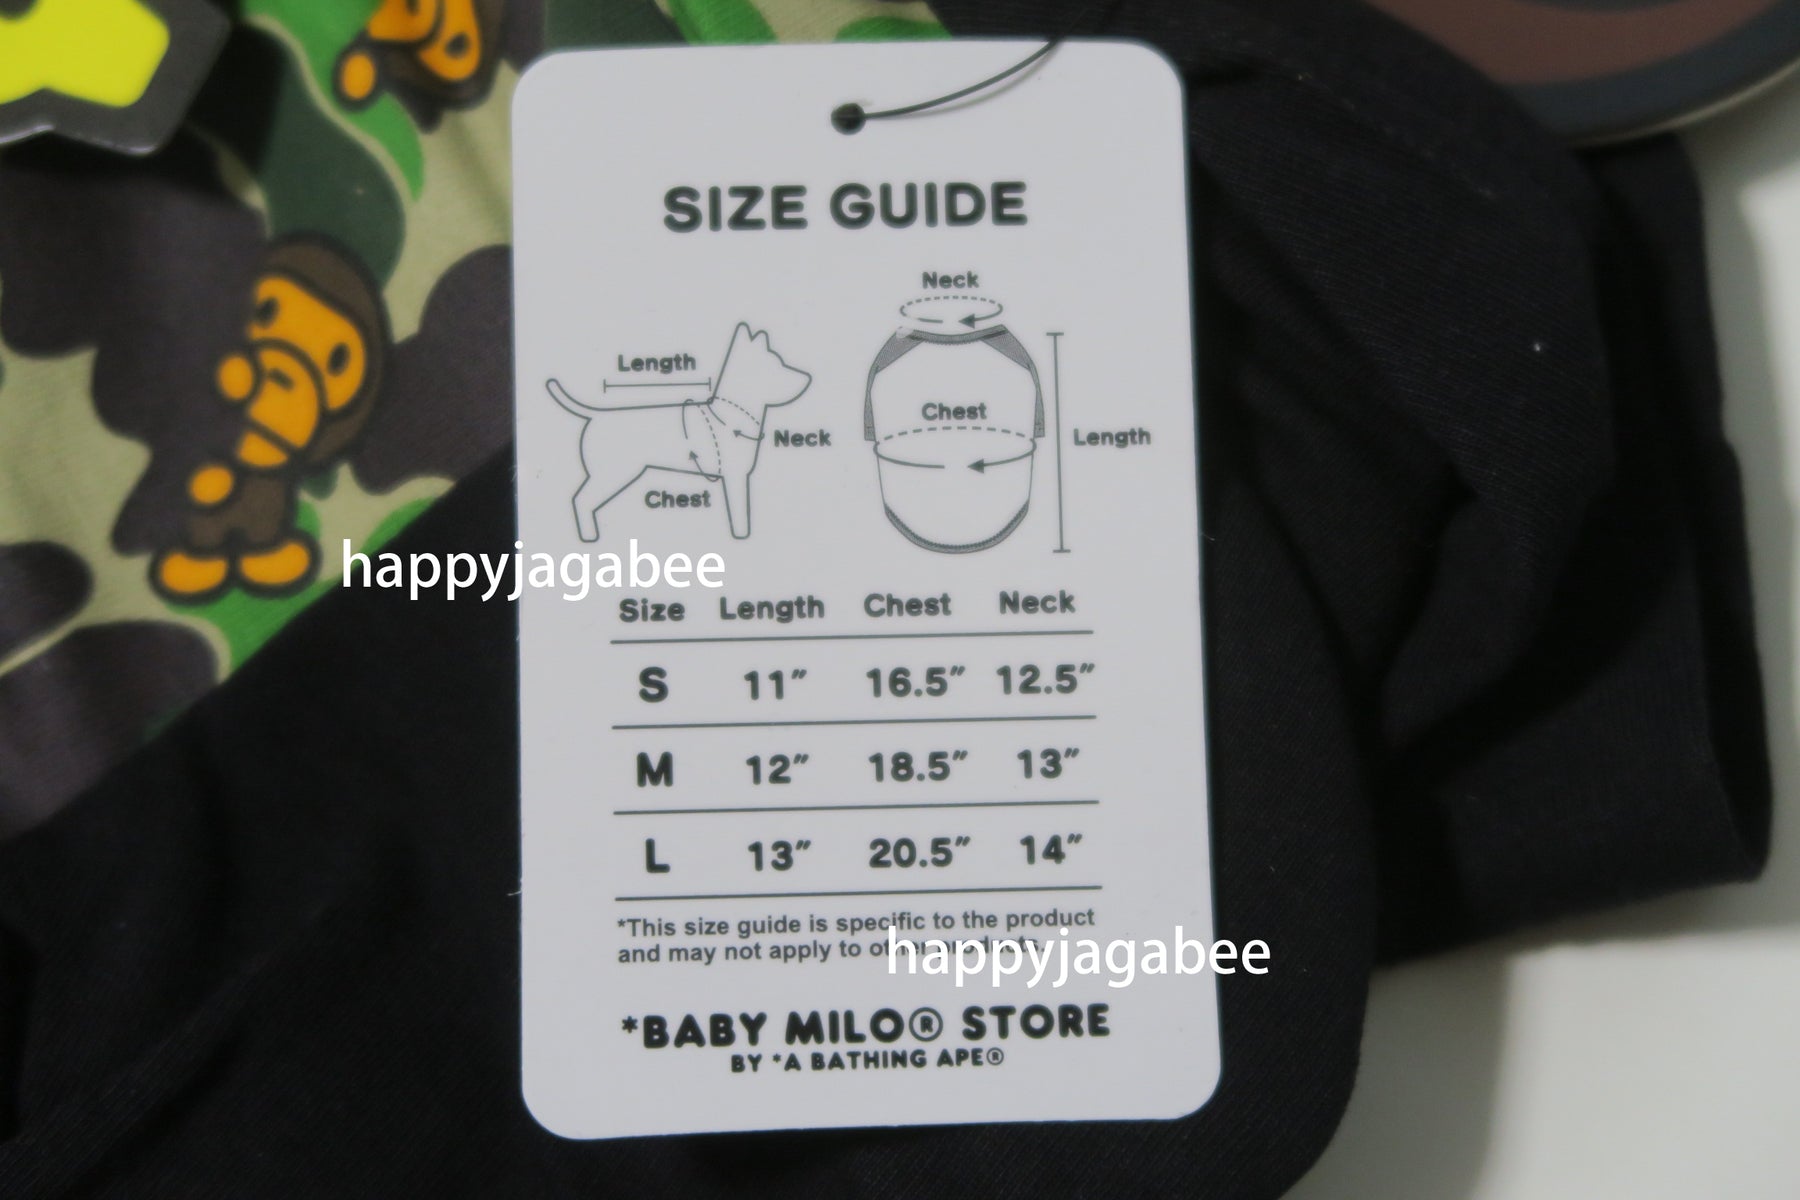 SIZE GUIDE
Neck
Length
Chest
Neck
Length
Chest
happyjagabee
Size Length Chest Neck
S 11" 16.5" 12.5"
M 12" 18.5" 13"
L 13" 20.5" 14"
*This size guide is specific to the product
and may not apply to other products.
happyjagabee
*BABY MILO® STORE
BY *A BATHING APE®